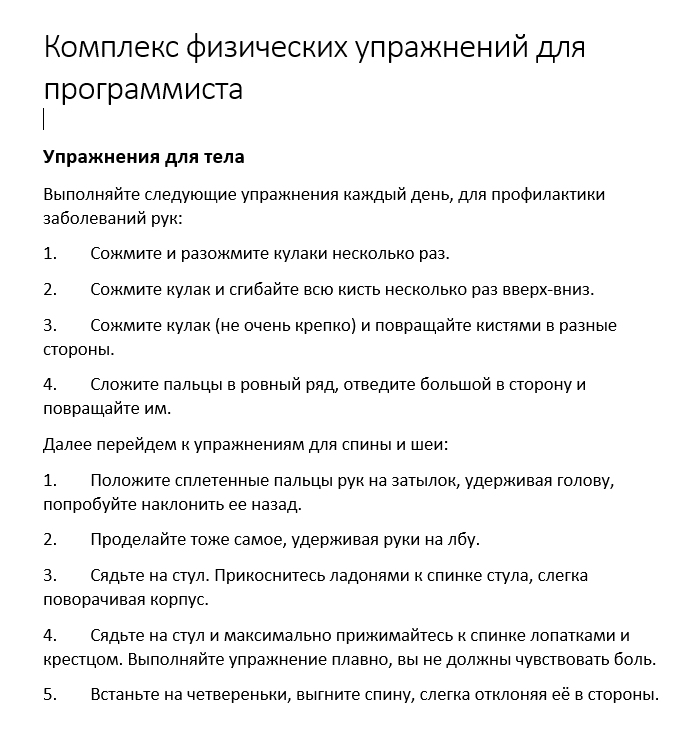 Комплекс физических упражнений для
программиста
Упражнения для тела
Выполняйте следующие упражнения каждый день, для профилактики
заболеваний рук:
1. Сожмите и разожмите кулаки несколько раз.
2. Сожмите кулак и сгибайте всю кисть несколько раз вверх-вниз.
3. Сожмите кулак (не очень крепко) и повращайте кистями в разные
стороны.
4. Сложите пальцы в ровный ряд, отведите большой в сторону и
повращайте им.
Далее перейдем к упражнениям для спины и шеи:
1. Положите сплетенные пальцы рук на затылок, удерживая голову,
попробуйте наклонить ее назад.
2. Проделайте тоже самое, удерживая руки на лбу.
3. Сядьте на стул. Прикоснитесь ладонями к спинке стула, слегка
поворачивая корпус.
4. Сядьте на стул и максимально прижимайтесь к спинке лопатками и
крестцом. Выполняйте упражнение плавно, вы не должны чувствовать боль.
5. Встаньте на четвереньки, выгните спину, слегка отклоняя её в стороны.